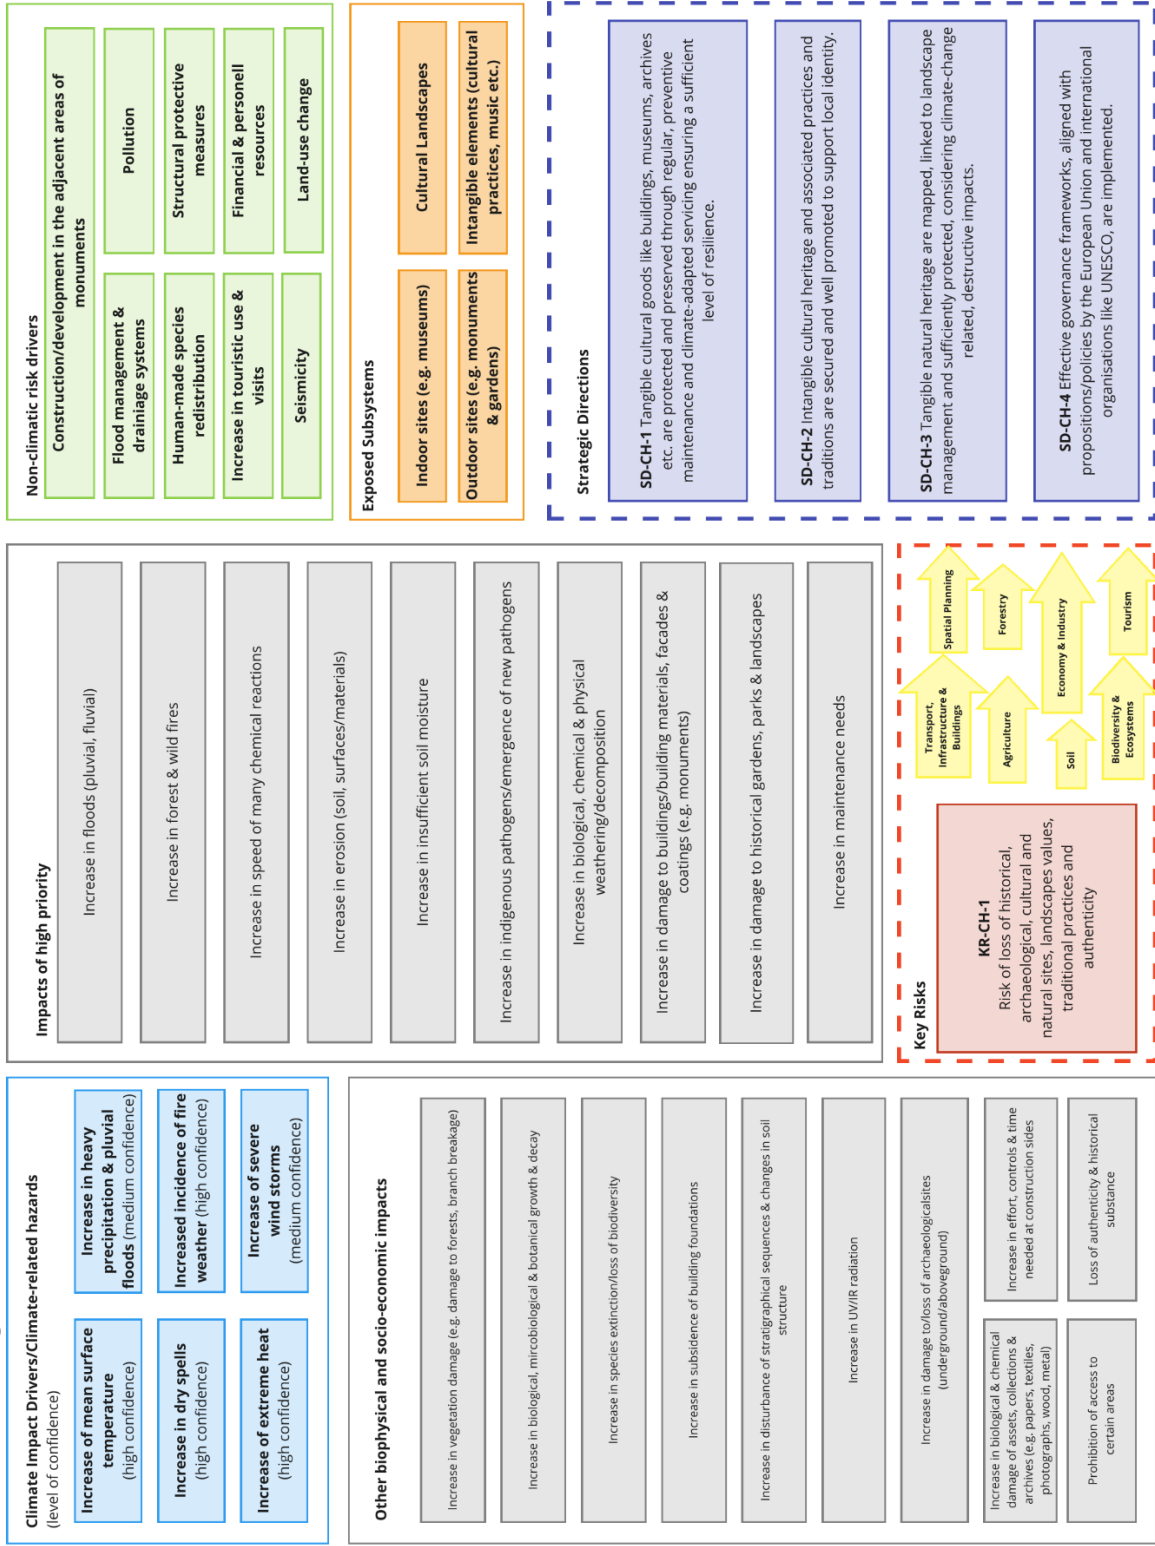 Climate Impact Drivers/Climate-related hazards
(level of confidence)
Increase of mean surface
temperature
(high confidence)
Increase in heavy
precipitation & pluvial
floods (medium confidence)
Increase in dry spells
(high confidence)
Increased incidence of fire
weather (high confidence)
Increase of extreme heat
(high confidence)
Increase of severe
wind storms
(medium confidence)
Other biophysical and socio-economic impacts
Increase in vegetation damage (e.g. damage to forests, branch breakage)
Increase in biological, mircobiological & botanical growth & decay
Increase in species extinction/loss of biodiversity
Increase in subsidence of building foundations
Increase in disturbance of stratigraphical sequences & changes in soil
structure
Increase in UV/IR radiation
Increase in damage to/loss of archaeologicalsites
(underground/aboveground)
Increase in biological & chemical
damage of assets, collections &
archives (e.g. papers, textiles,
photographs, wood, metal)
Increase in effort, controls & time
needed at construction sides
Prohibition of access to
certain areas
Loss of authenticity & historical
substance
Impacts of high priority
Increase in floods (pluvial, fluvial)
Increase in forest & wild fires
Increase in speed of many chemical reactions
Increase in erosion (soil, surfaces/materials)
Increase in insufficient soil moisture
Increase in indigenous pathogens/emergence of new pathogens
Increase in biological, chemical & physical
weathering/decomposition
Increase in damage to buildings/building materials, facades &
coatings (e.g. monuments)
Increase in damage to historical gardens, parks & landscapes
Increase in maintenance needs
Key Risks
KR-CH-1
Risk of loss of historical,
archaeological, cultural and
natural sites, landscapes values,
traditional practices and
authenticity
Transport,
Infrastructure &
Buildings
Spatial Planning
Agriculture
Forestry
Soil
Economy & Industry
Biodiversity &
Ecosystems
Tourism
Non-climatic risk drivers
Construction/development in the adjacent areas of
monuments
Flood management &
drainiage systems
Pollution
Human-made species
redistribution
Structural protective
measures
Increase in touristic use &
visits
Financial & personell
resources
Seismicity
Land-use change
Exposed Subsystems
Indoor sites (e.g. museums)
Cultural Landscapes
Outdoor sites (e.g. monuments
& gardens)
Intangible elements (cultural
practices, music etc.)
Strategic Directions
SD-CH-1 Tangible cultural goods like buildings, museums, archives
etc. are protected and preserved through regular, preventive
maintenance and climate-adapted servicing ensuring a sufficient
level of resilience.
SD-CH-2 Intangible cultural heritage and associated practices and
traditions are secured and well promoted to support local identity.
SD-CH-3 Tangible natural heritage are mapped, linked to landscape
management and sufficiently protected, considering climate-change
related, destructive impacts.
SD-CH-4 Effective governance frameworks, aligned with
propositions/policies by the European Union and international
organisations like UNESCO, are implemented.